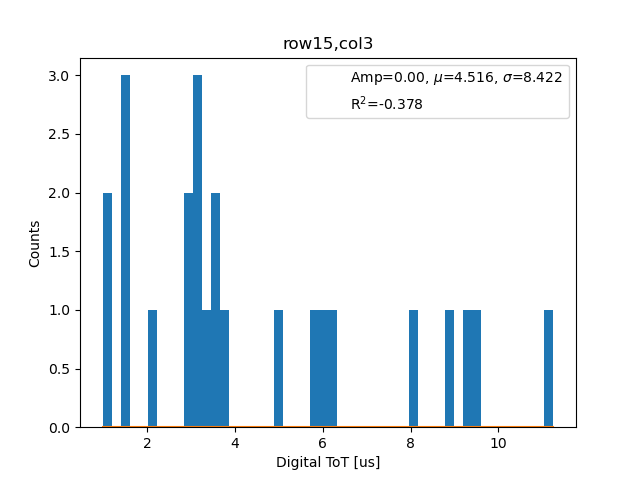 row15,col3
Amp=0.00, μ=4.516, σ=8.422
R²=-0.378
Counts
3.0
2.5
2.0
1.5
1.0
0.5
0.0
2 4 6 8 10
Digital ToT [us]